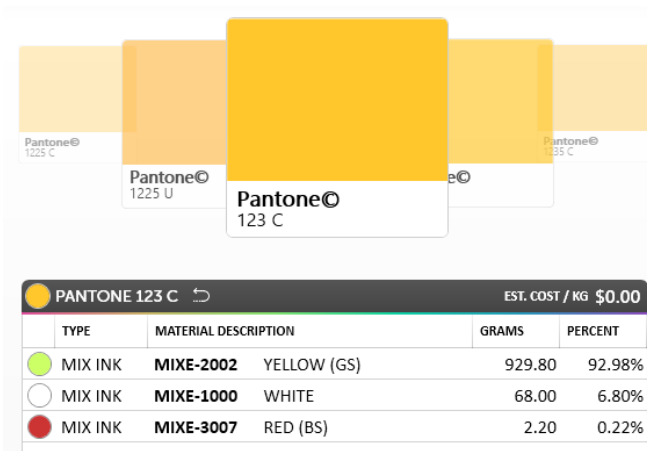 Pantone©
1225 C
Pantone©
1225 U
Pantone©
123 C
e©
Pantone©
1235 C
PANTONE 123 C
EST. COST / KG $0.00
TYPE MATERIAL DESCRIPTION GRAMS PERCENT
MIX INK MIXE-2002 YELLOW (GS) 929.80 92.98%
MIX INK MIXE-1000 WHITE 68.00 6.80%
MIX INK MIXE-3007 RED (BS) 2.20 0.22%